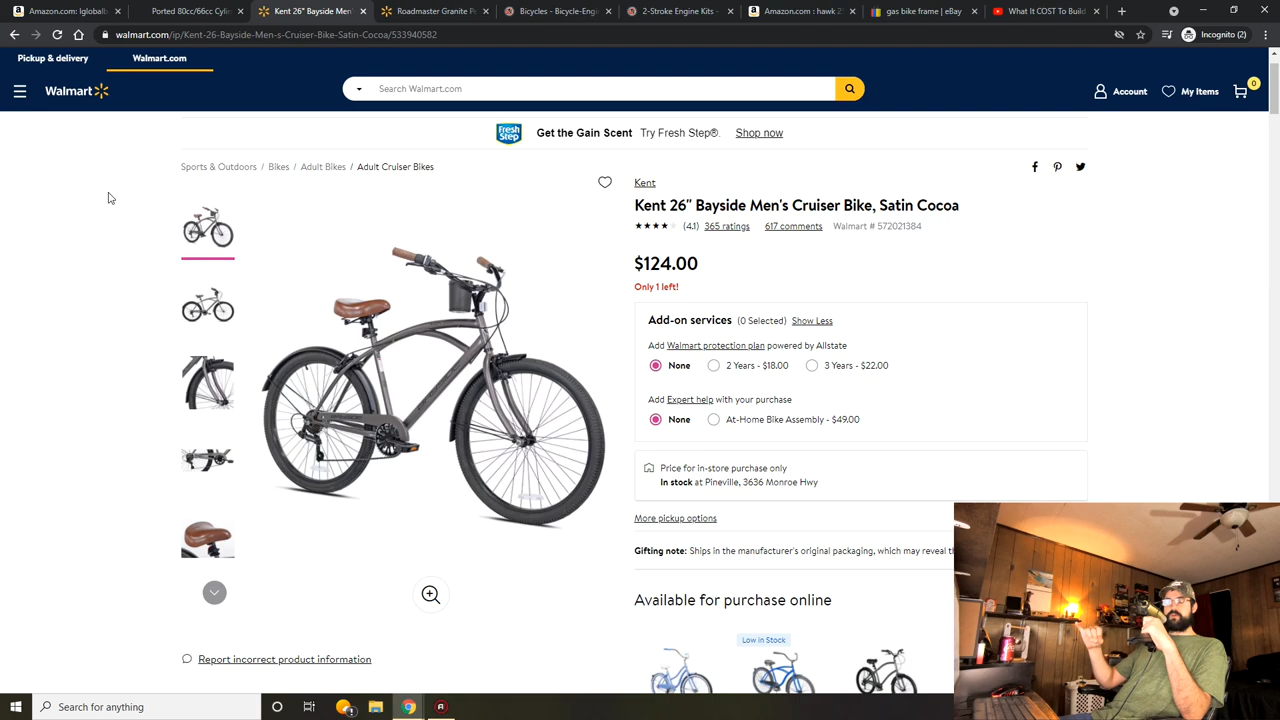 Amazon.com: Iglobalbu
Ported 80cc/66cc Cylin
Kent 26" Bayside Men'
Roadmaster Granite Pe
Bicycles - Bicycle-Engin
2-Stroke Engine Kits -
Amazon.com : hawk 2
gas bike frame | eBay
What It COST To Build
walmart.com/ip/Kent-26-Bayside-Men-s-Cruiser-Bike-Satin-Cocoa/533940582
Incognito (2)
Pickup & delivery
Walmart.com
Walmart
Search Walmart.com
Account
My Items
0
Fresh Step
Get the Gain Scent Try Fresh Step®. Shop now
Sports & Outdoors / Bikes / Adult Bikes / Adult Cruiser Bikes
Kent
Kent 26" Bayside Men's Cruiser Bike, Satin Cocoa
(4.1) 365 ratings 617 comments Walmart # 572021384
$124.00
Only 1 left!
Add-on services (0 Selected) Show Less
Add Walmart protection plan powered by Allstate
None 2 Years - $18.00 3 Years - $22.00
Add Expert help with your purchase
None At-Home Bike Assembly - $49.00
Price for in-store purchase only
In stock at Pineville, 3636 Monroe Hwy
More pickup options
Gifting note: Ships in the manufacturer's original packaging, which may reveal th
Available for purchase online
Low in Stock
Report incorrect product information
Search for anything